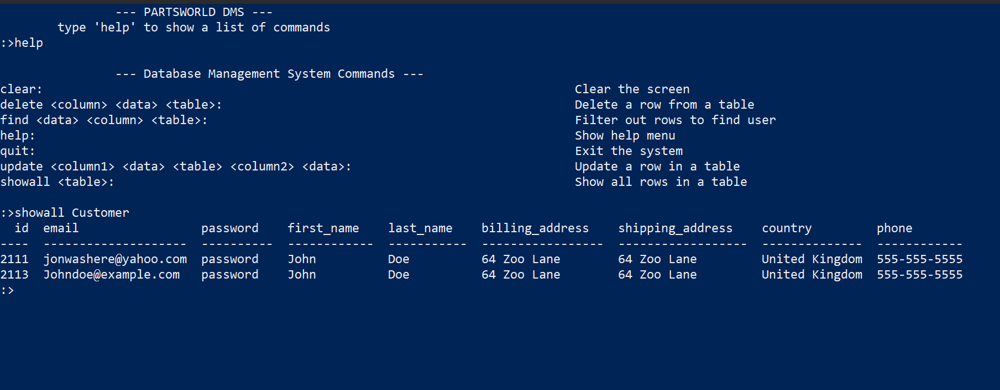 --- PARTSWORLD DMS ---
type 'help' to show a list of commands
:>help
--- Database Management System Commands ---
clear: Clear the screen
delete <column> <data> <table>: Delete a row from a table
find <data> <column> <table>: Filter out rows to find user
help: Show help menu
quit: Exit the system
update <column1> <data> <table> <column2> <data>: Update a row in a table
showall <table>: Show all rows in a table
:>showall Customer
id email password first_name last_name billing_address shipping_address country phone
---- -------------------- ---------- ------------ ----------- ----------------- ------------------ -------------- ------------
2111 jonwashere@yahoo.com password John Doe 64 Zoo Lane 64 Zoo Lane United Kingdom 555-555-5555
2113 Johndoe@example.com password John Doe 64 Zoo Lane 64 Zoo Lane United Kingdom 555-555-5555
:>